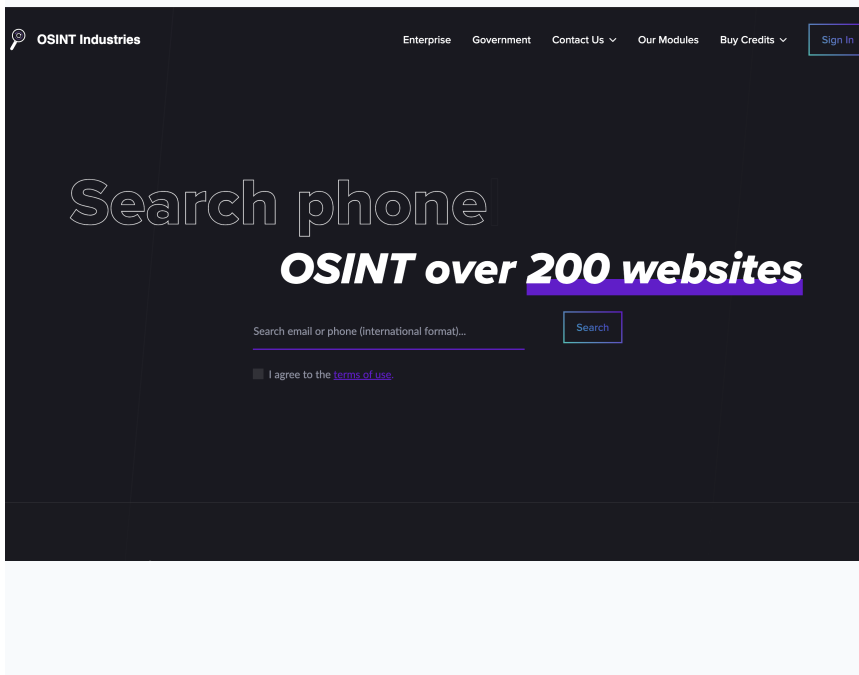 OSINT Industries
Enterprise
Government
Contact Us
Our Modules
Buy Credits
Sign In
Search phone
OSINT over 200 websites
Search email or phone (international format)...
Search
I agree to the terms of use.